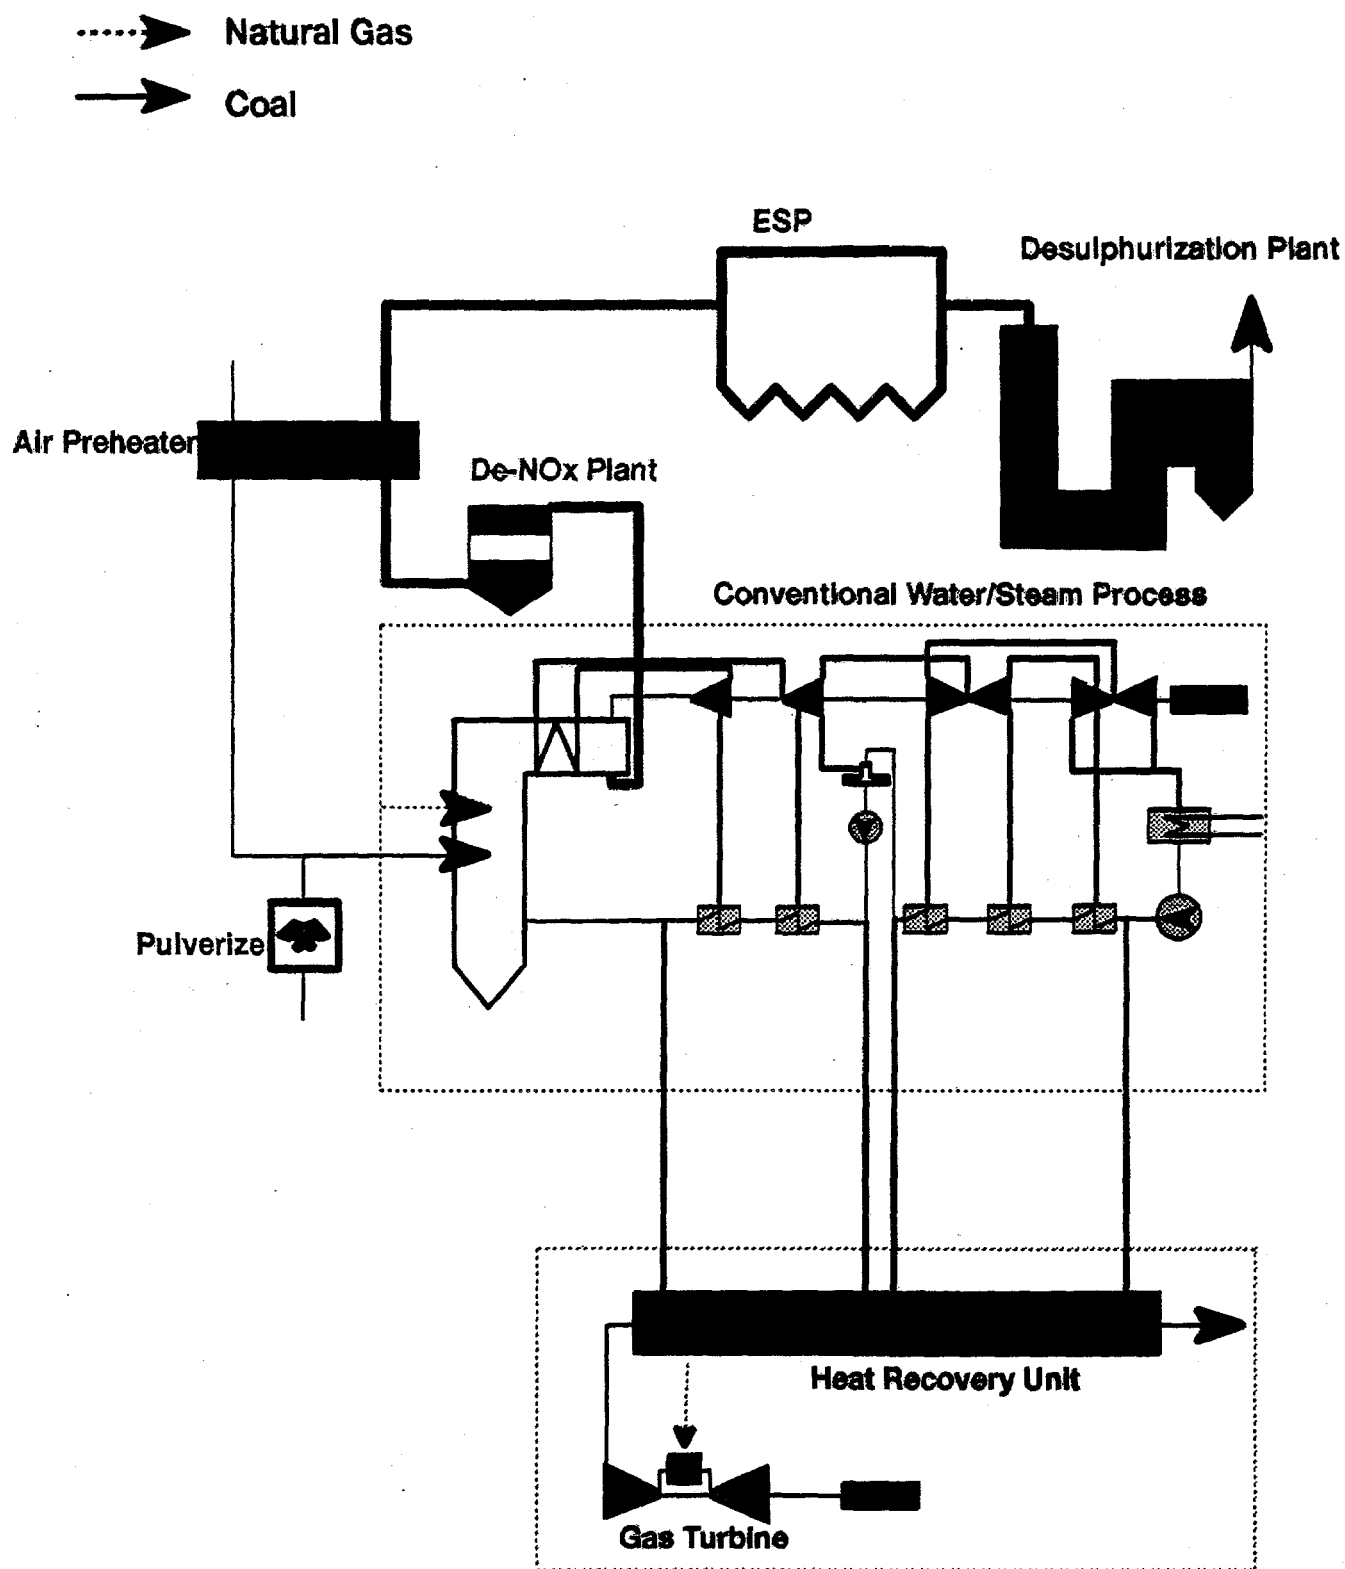 Natural Gas
Coal
ESP
Desulphurization Plant
Air Preheater
De-NOx Plant
Conventional Water/Steam Process
Pulverize
Heat Recovery Unit
Gas Turbine